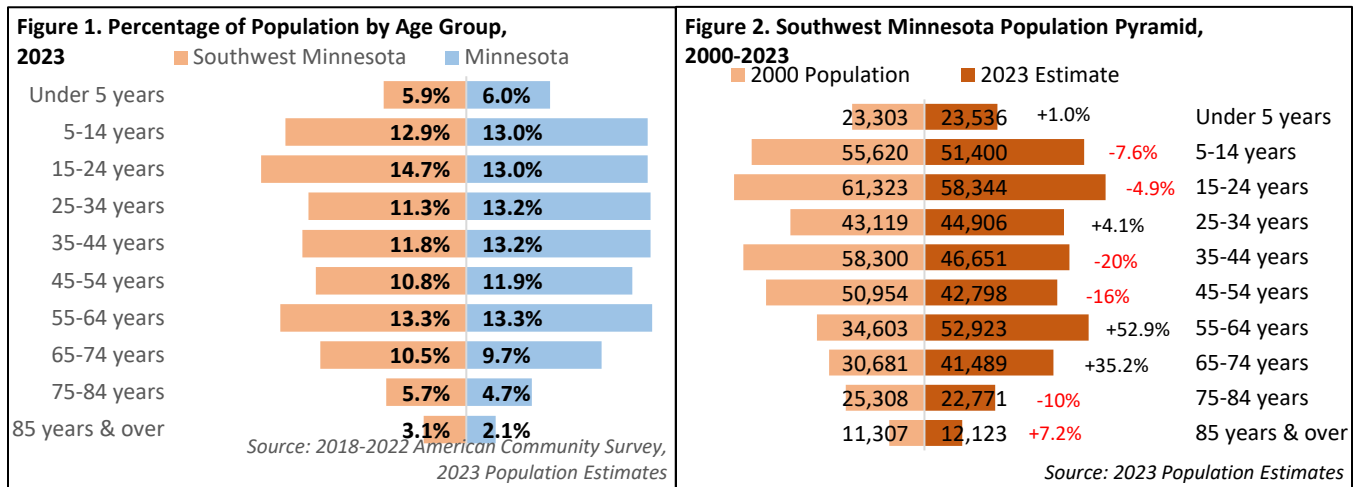 Figure 1. Percentage of Population by Age Group,
2023
Southwest Minnesota Minnesota
Under 5 years 5.9% 6.0%
5-14 years 12.9% 13.0%
15-24 years 14.7% 13.0%
25-34 years 11.3% 13.2%
35-44 years 11.8% 13.2%
45-54 years 10.8% 11.9%
55-64 years 13.3% 13.3%
65-74 years 10.5% 9.7%
75-84 years 5.7% 4.7%
85 years & over 3.1% 2.1%
Source: 2018-2022 American Community Survey,
2023 Population Estimates
Figure 2. Southwest Minnesota Population Pyramid,
2000-2023
2000 Population 2023 Estimate
23,303 23,536 +1.0% Under 5 years
55,620 51,400 -7.6% 5-14 years
61,323 58,344 -4.9% 15-24 years
43,119 44,906 +4.1% 25-34 years
58,300 46,651 -20% 35-44 years
50,954 42,798 -16% 45-54 years
34,603 52,923 +52.9% 55-64 years
30,681 41,489 +35.2% 65-74 years
25,308 22,771 -10% 75-84 years
11,307 12,123 +7.2% 85 years & over
Source: 2023 Population Estimates